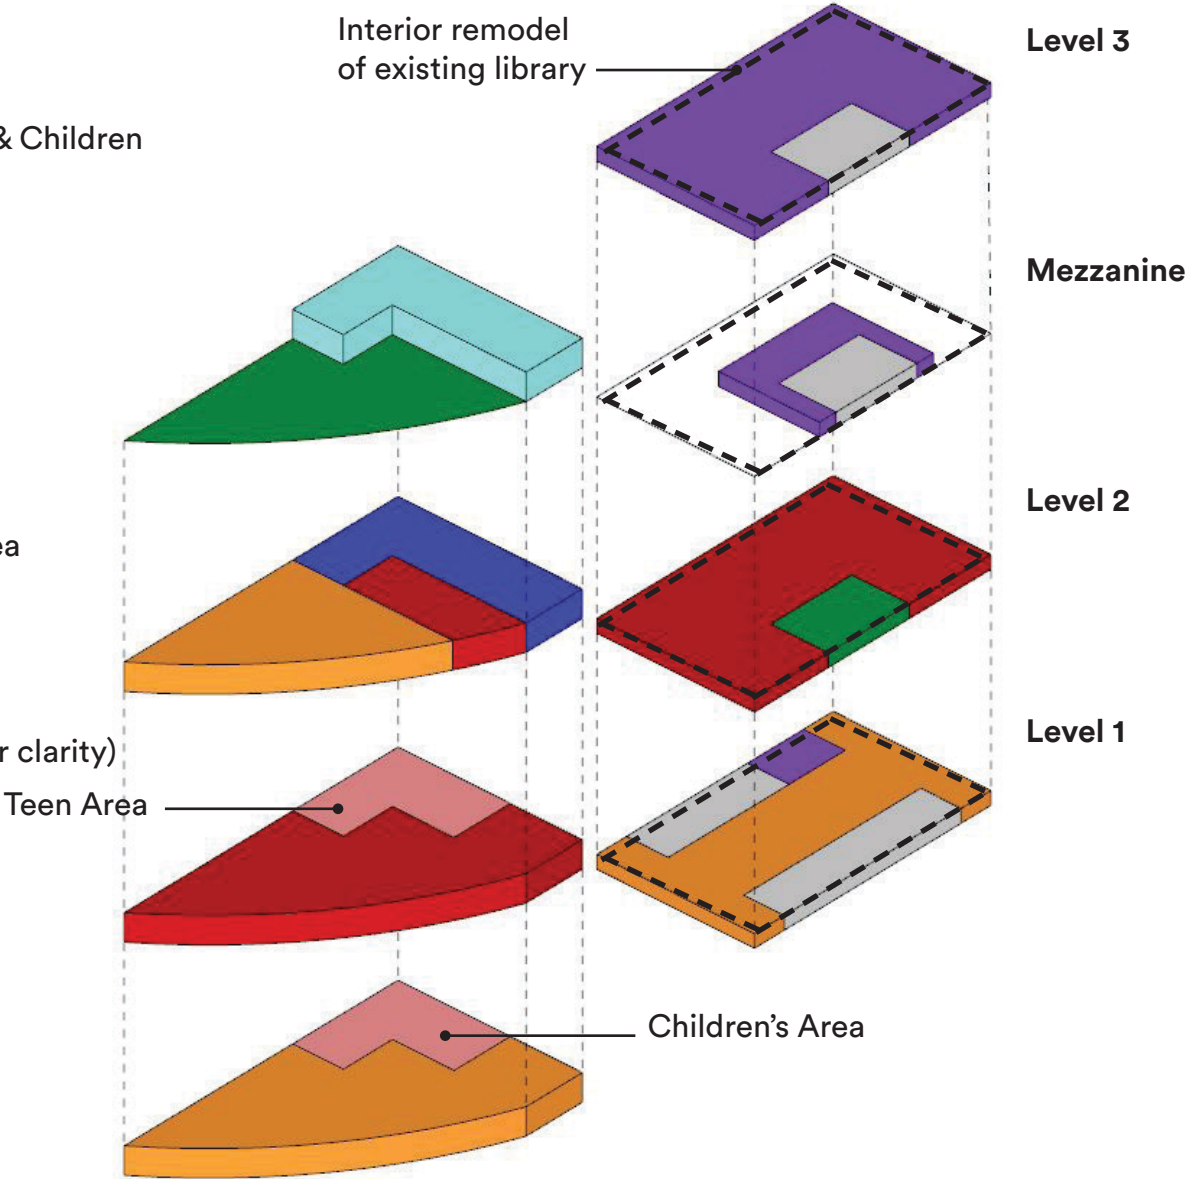 Interior remodel
of existing library
Level 3
& Children
Mezzanine
Level 2
ea
Level 1
r clarity)
Teen Area
Children’s Area